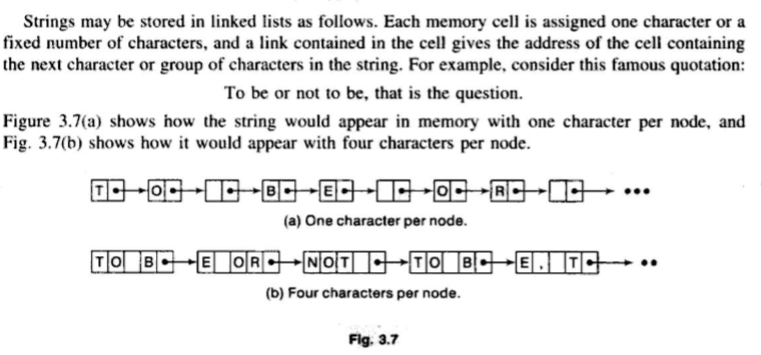 Strings may be stored in linked lists as follows. Each memory cell is assigned one character or a
fixed number of characters, and a link contained in the cell gives the address of the cell containing
the next character or group of characters in the string. For example, consider this famous quotation:
To be or not to be, that is the question.
Figure 3.7(a) shows how the string would appear in memory with one character per node, and
Fig. 3.7(b) shows how it would appear with four characters per node.
T O B E O R
(a) One character per node.
TO B E OR NOT TO B E, T
(b) Four characters per node.
Fig. 3.7